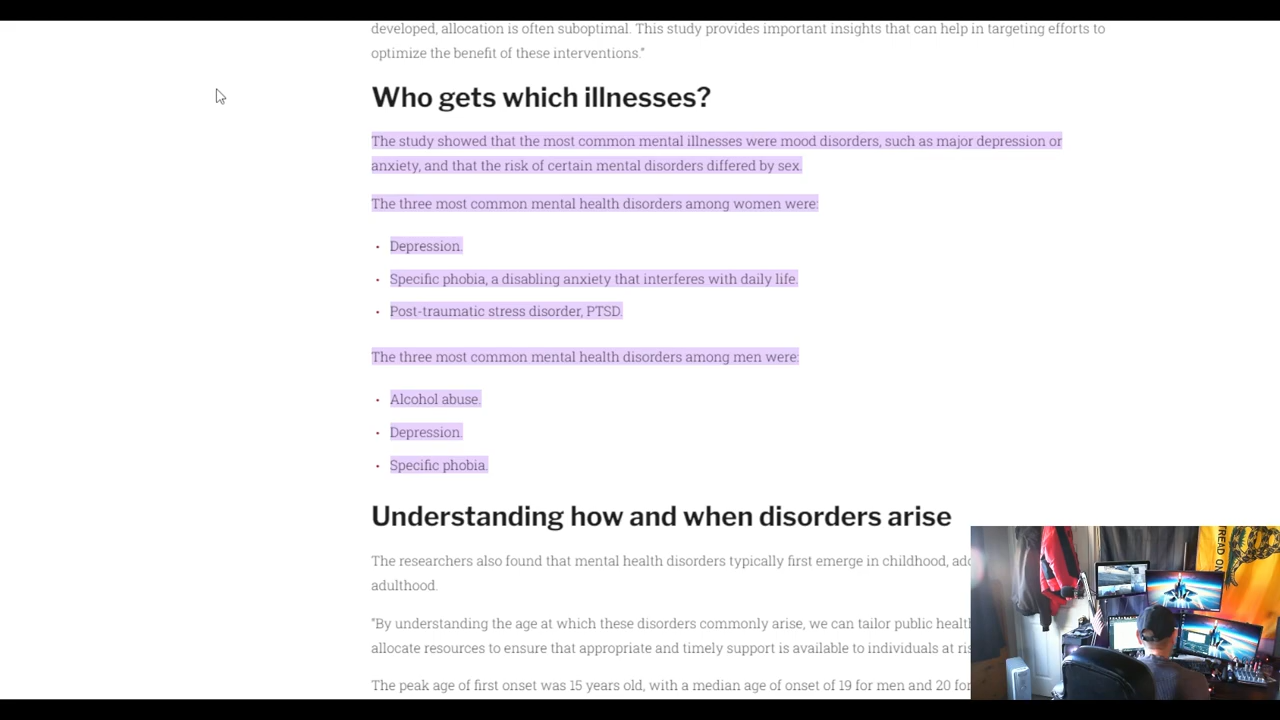 developed, allocation is often suboptimal. This study provides important insights that can help in targeting efforts to
optimize the benefit of these interventions.”
Who gets which illnesses?
The study showed that the most common mental illnesses were mood disorders, such as major depression or
anxiety, and that the risk of certain mental disorders differed by sex.
The three most common mental health disorders among women were:
• Depression.
• Specific phobia, a disabling anxiety that interferes with daily life.
• Post-traumatic stress disorder, PTSD.
The three most common mental health disorders among men were:
• Alcohol abuse.
• Depression.
• Specific phobia.
Understanding how and when disorders arise
The researchers also found that mental health disorders typically first emerge in childhood,
adulthood.
“By understanding the age at which these disorders commonly arise, we can tailor public
allocate resources to ensure that appropriate and timely support is available to individuals at
The peak age of first onset was 15 years old, with a median age of onset of 19 for men and 20
TREAD ON